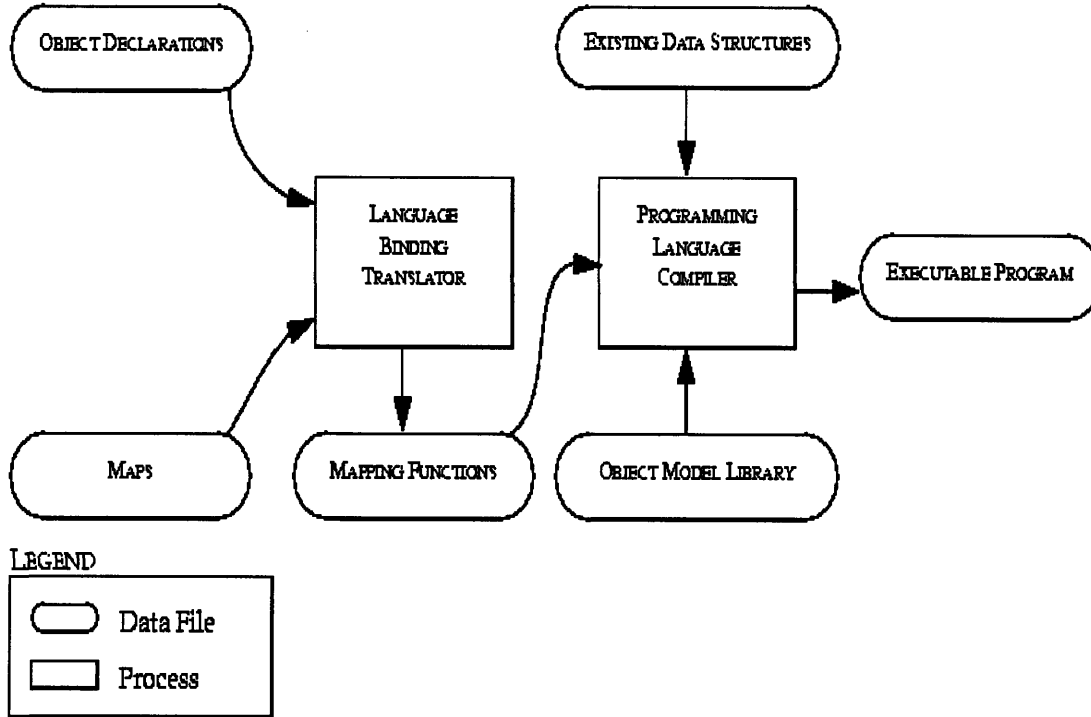 OBJECT DECLARATIONS
EXISTING DATA STRUCTURES
LANGUAGE
BINDING
TRANSLATOR
PROGRAMMING
LANGUAGE
COMPILER
EXECUTABLE PROGRAM
MAPS
MAPPING FUNCTIONS
OBJECT MODEL LIBRARY
LEGEND
Data File
Process